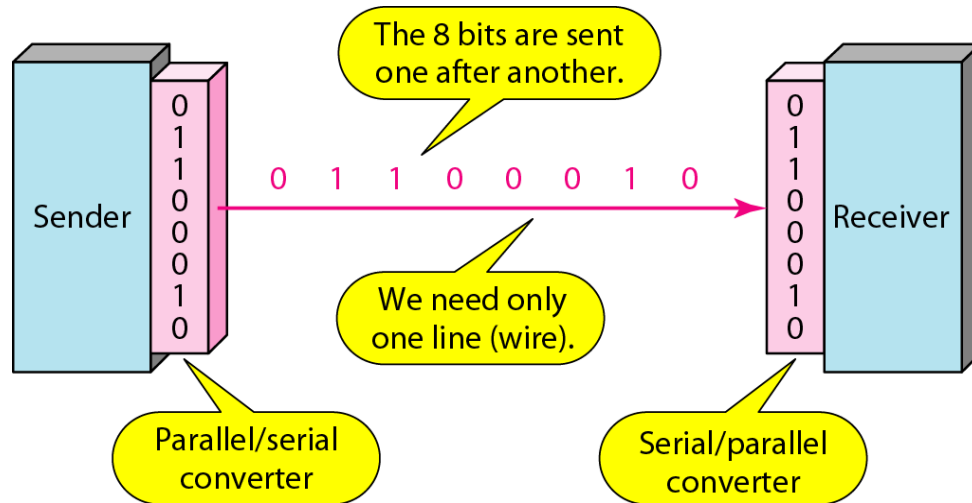 The 8 bits are sent
one after another.
0
1
1
0
0
0
1
0
0 1 1 0 0 0 1 0
0
1
1
0
0
0
1
0
Sender
Receiver
We need only
one line (wire).
Parallel/serial
converter
Serial/parallel
converter